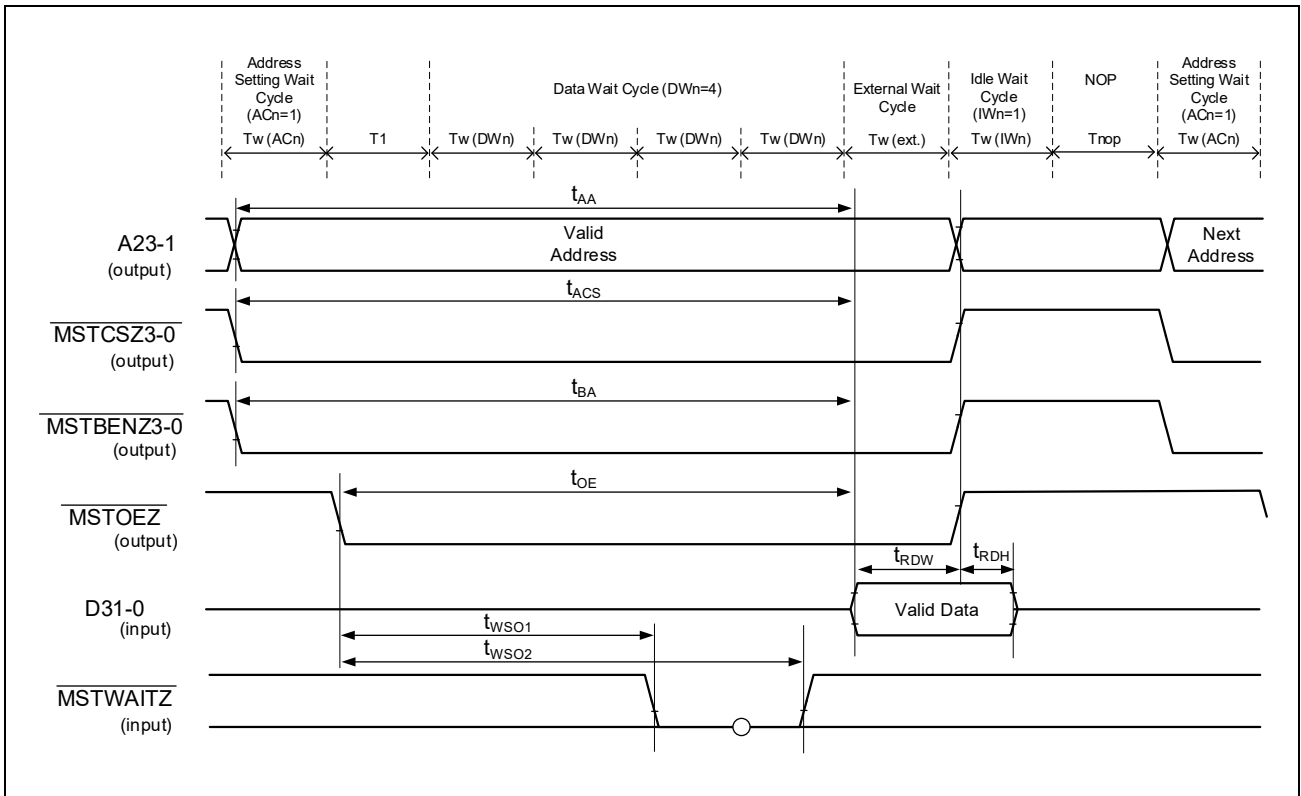 Address
Setting Wait
Cycle
(ACn=1)
Data Wait Cycle (DWn=4)
External Wait
Cycle
Idle Wait
Cycle
(IWn=1)
NOP
Address
Setting Wait
Cycle
(ACn=1)
Tw (ACn) T1 Tw (DWn) Tw (DWn) Tw (DWn) Tw (DWn) Tw (ext.) Tw (IWn) Tnop Tw (ACn)
tAA
A23-1
(output)
Valid
Address
Next
Address
tACS
MSTCSZ3-0
(output)
tBA
MSTBENZ3-0
(output)
tOE
MSTOEZ
(output)
tRDW tRDH
D31-0
(input)
Valid Data
tWSO1
tWSO2
MSTWAITZ
(input)